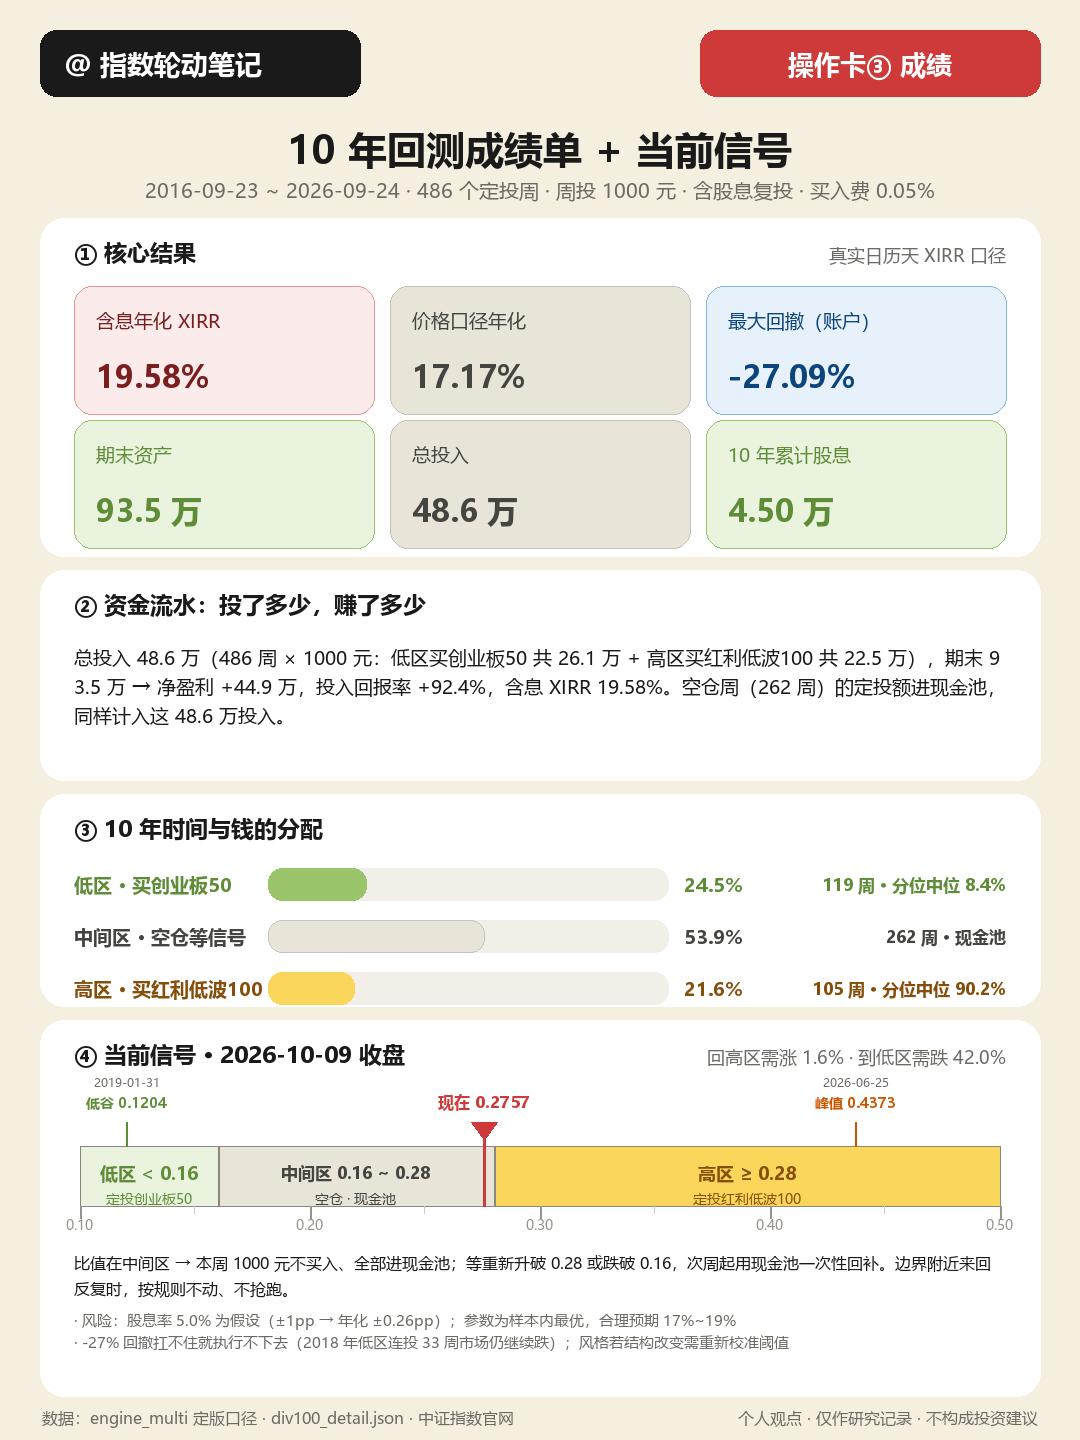 @ 指数轮动笔记
操作卡③ 成绩
10 年回测成绩单 + 当前信号
2016-09-23 ~ 2026-09-24 · 486 个定投周 · 周投 1000 元 · 含股息复投 · 买入费 0.05%
① 核心结果
真实日历天 XIRR 口径
含息年化 XIRR
19.58%
价格口径年化
17.17%
最大回撤（账户）
-27.09%
期末资产
93.5 万
总投入
48.6 万
10 年累计股息
4.50 万
② 资金流水：投了多少，赚了多少
总投入 48.6 万（486 周 × 1000 元：低区买创业板50 共 26.1 万 + 高区买红利低波100 共 22.5 万），期末 9
3.5 万 → 净盈利 +44.9 万，投入回报率 +92.4%，含息 XIRR 19.58%。空仓周（262 周）的定投额进现金池，
同样计入这 48.6 万投入。
③ 10 年时间与钱的分配
低区 • 买创业板50
24.5%
119 周 • 分位中位 8.4%
中间区 • 空仓等信号
53.9%
262 周 • 现金池
高区 • 买红利低波100
21.6%
105 周 • 分位中位 90.2%
④ 当前信号 • 2026-10-09 收盘
回高区需涨 1.6% · 到低区需跌 42.0%
2019-01-31
低谷 0.1204
现在 0.2757
2026-06-25
峰值 0.4373
低区 < 0.16
定投创业板50
中间区 0.16 ~ 0.28
空仓 · 现金池
高区 ≥ 0.28
定投红利低波100
0.10
0.20
0.30
0.40
0.50
比值在中间区 → 本周 1000 元不买入、全部进现金池；等重新升破 0.28 或跌破 0.16，次周起用现金池一次性回补。边界附近来回
反复时，按规则不动、不抢跑。
· 风险：股息率 5.0% 为假设（±1pp → 年化 ±0.26pp）；参数为样本内最优，合理预期 17%~19%
· -27% 回撤扛不住就执行不下去（2018 年低区连投 33 周市场仍继续跌）；风格若结构改变需重新校准阈值
数据：engine_multi 定版口径 · div100_detail.json · 中证指数官网
个人观点 · 仅作研究记录 · 不构成投资建议